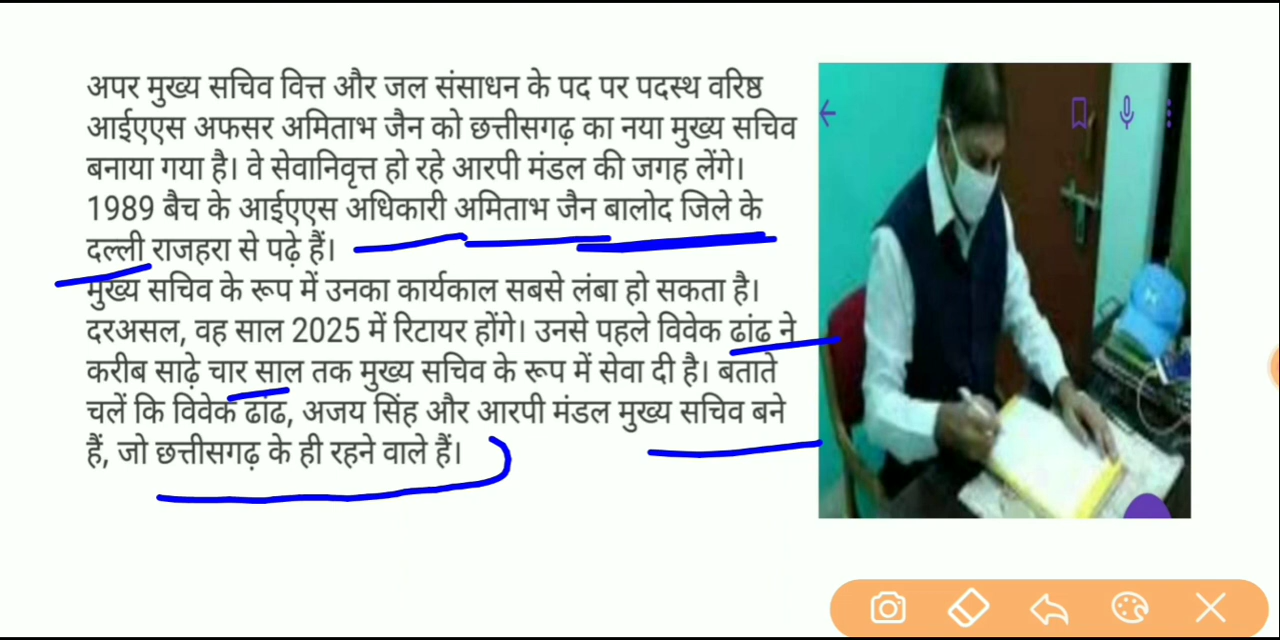 अपर मुख्य सचिव वित्त और जल संसाधन के पद पर पदस्थ वरिष्ठ
आईएएस अफसर अमिताभ जैन को छत्तीसगढ़ का नया मुख्य सचिव
बनाया गया है। वे सेवानिवृत्त हो रहे आरपी मंडल की जगह लेंगे।
1989 बैच के आईएएस अधिकारी अमिताभ जैन बालोद जिले के
दल्ली राजहरा से पढ़े हैं।
मुख्य सचिव के रूप में उनका कार्यकाल सबसे लंबा हो सकता है।
दरअसल, वह साल 2025 में रिटायर होंगे। उनसे पहले विवेक ढांढ ने
करीब साढ़े चार साल तक मुख्य सचिव के रूप में सेवा दी है। बताते
चलें कि विवेक ढांढ, अजय सिंह और आरपी मंडल मुख्य सचिव बने
हैं, जो छत्तीसगढ़ के ही रहने वाले हैं।